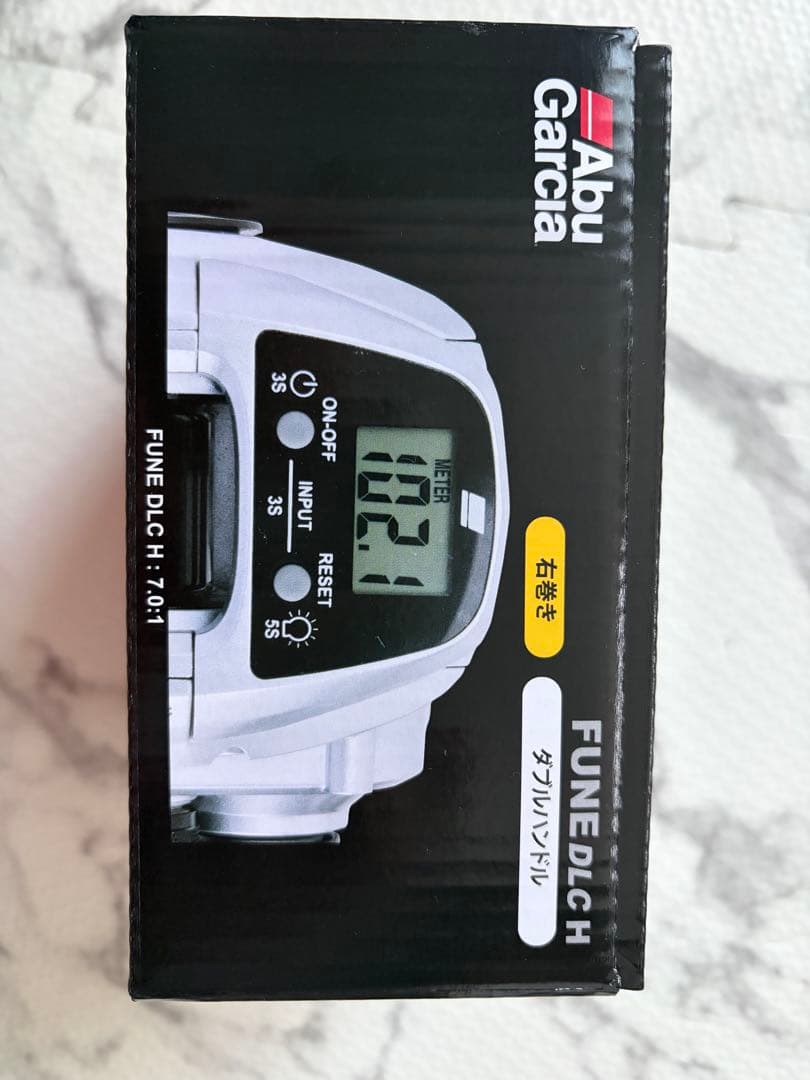 Abu
Garcia
FUNE DLC H
右巻き
ダブルハンドル
METER
102.1
ON-OFF
3S
INPUT
3S
RESET
5S
FUNE DLC H : 7.0:1